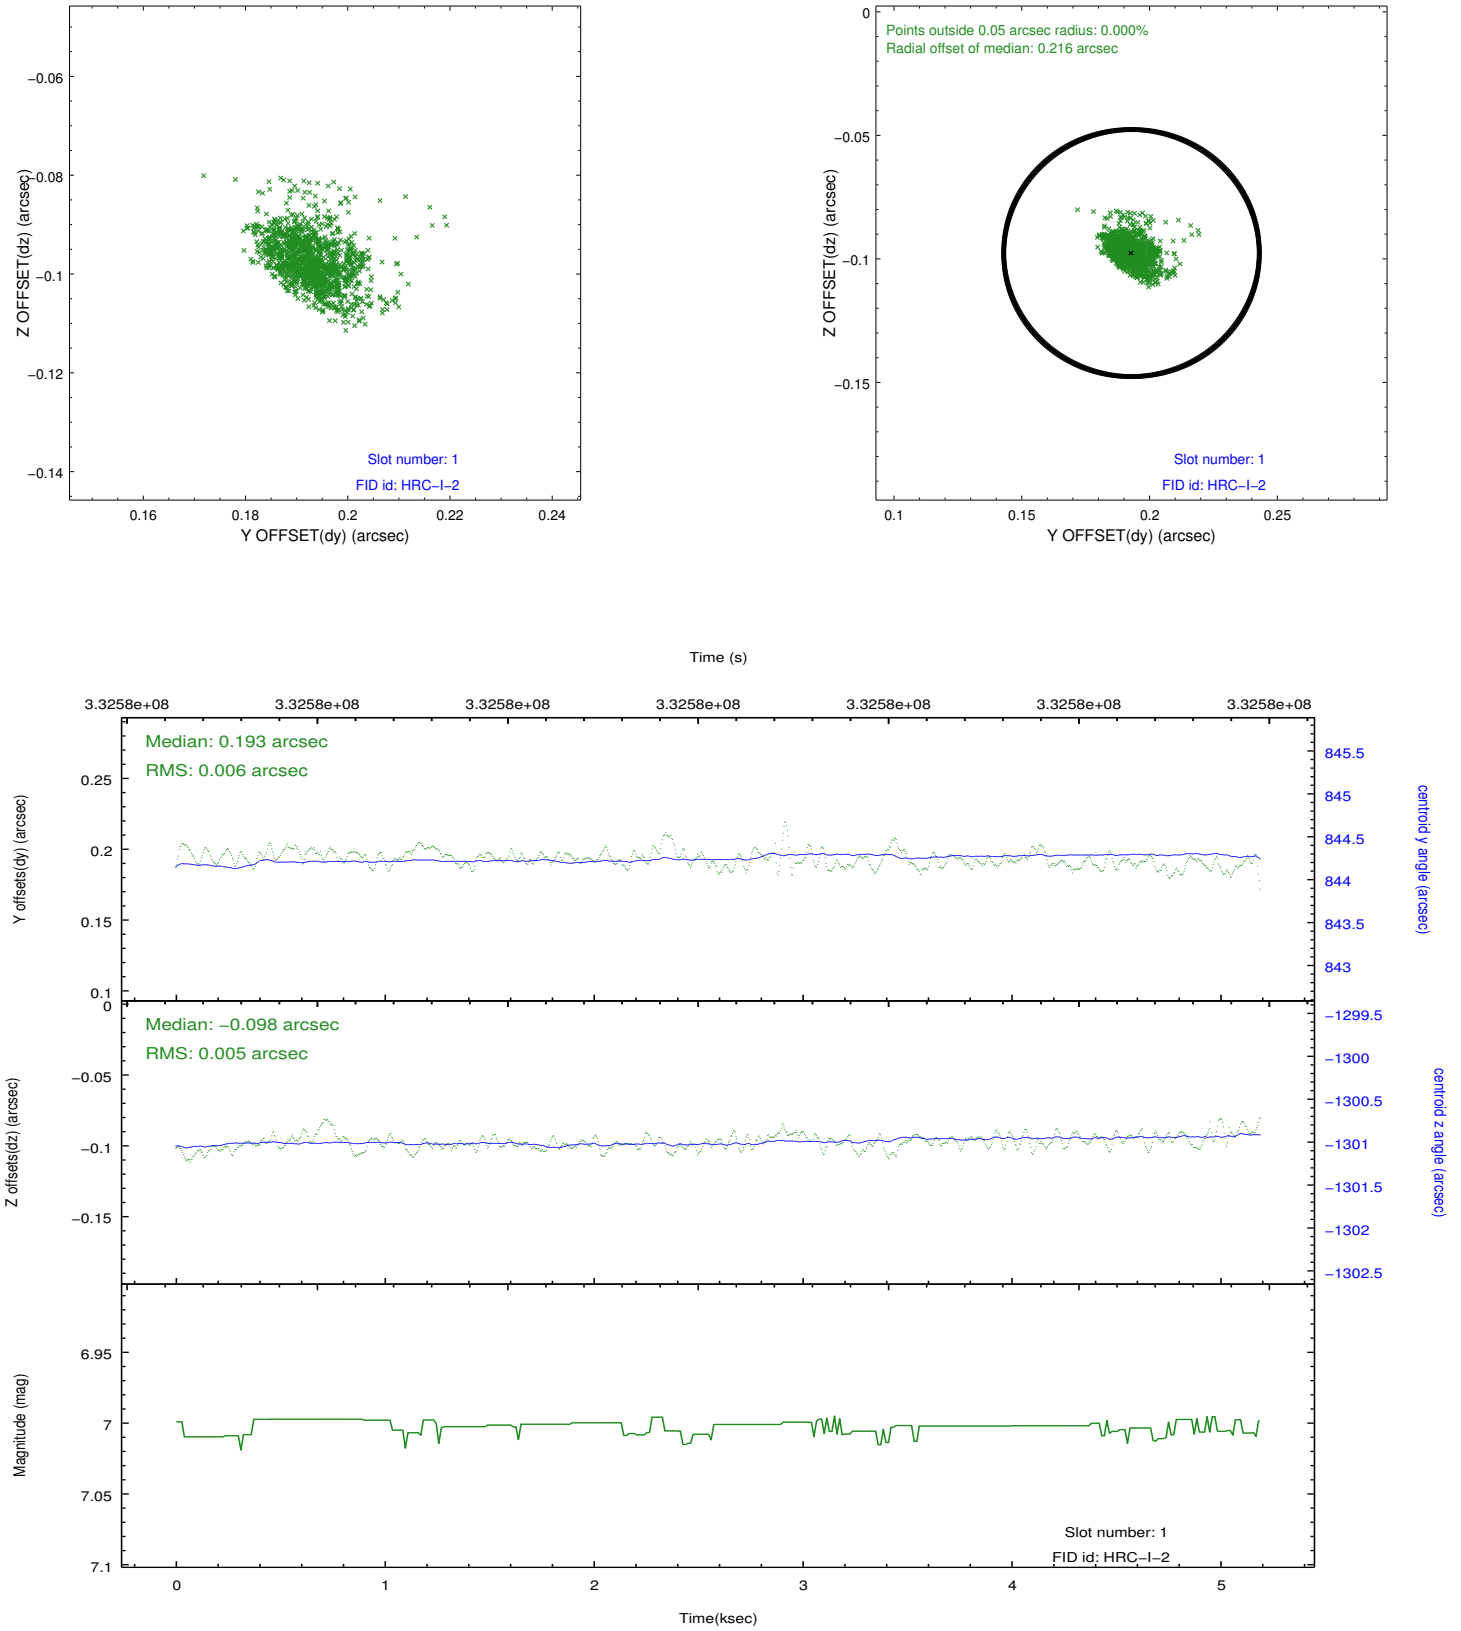 −0.06
−0.08
−0.1
−0.12
−0.14
Z OFFSET(dz) (arcsec)
Slot number: 1
FID id: HRC−I−2
0.16 0.18 0.2 0.22 0.24
Y OFFSET(dy) (arcsec)
Points outside 0.05 arcsec radius: 0.000%
Radial offset of median: 0.216 arcsec
0
−0.05
−0.1
−0.15
Z OFFSET(dz) (arcsec)
Slot number: 1
FID id: HRC−I−2
0.1 0.15 0.2 0.25
Y OFFSET(dy) (arcsec)
Time (s)
3.3258e+08 3.3258e+08 3.3258e+08 3.3258e+08 3.3258e+08 3.3258e+08 3.3258e+08
Median: 0.193 arcsec
RMS: 0.006 arcsec
0.25
0.2
0.15
0.1
Y offsets(dy) (arcsec)
845.5
845
844.5
844
843.5
843
centroid y angle (arcsec)
Median: −0.098 arcsec
RMS: 0.005 arcsec
0
−0.05
−0.1
−0.15
Z offsets(dz) (arcsec)
−1299.5
−1300
−1300.5
−1301
−1301.5
−1302
−1302.5
centroid z angle (arcsec)
6.95
7
7.05
7.1
Magnitude (mag)
Slot number: 1
FID id: HRC−I−2
0 1 2 3 4 5
Time(ksec)